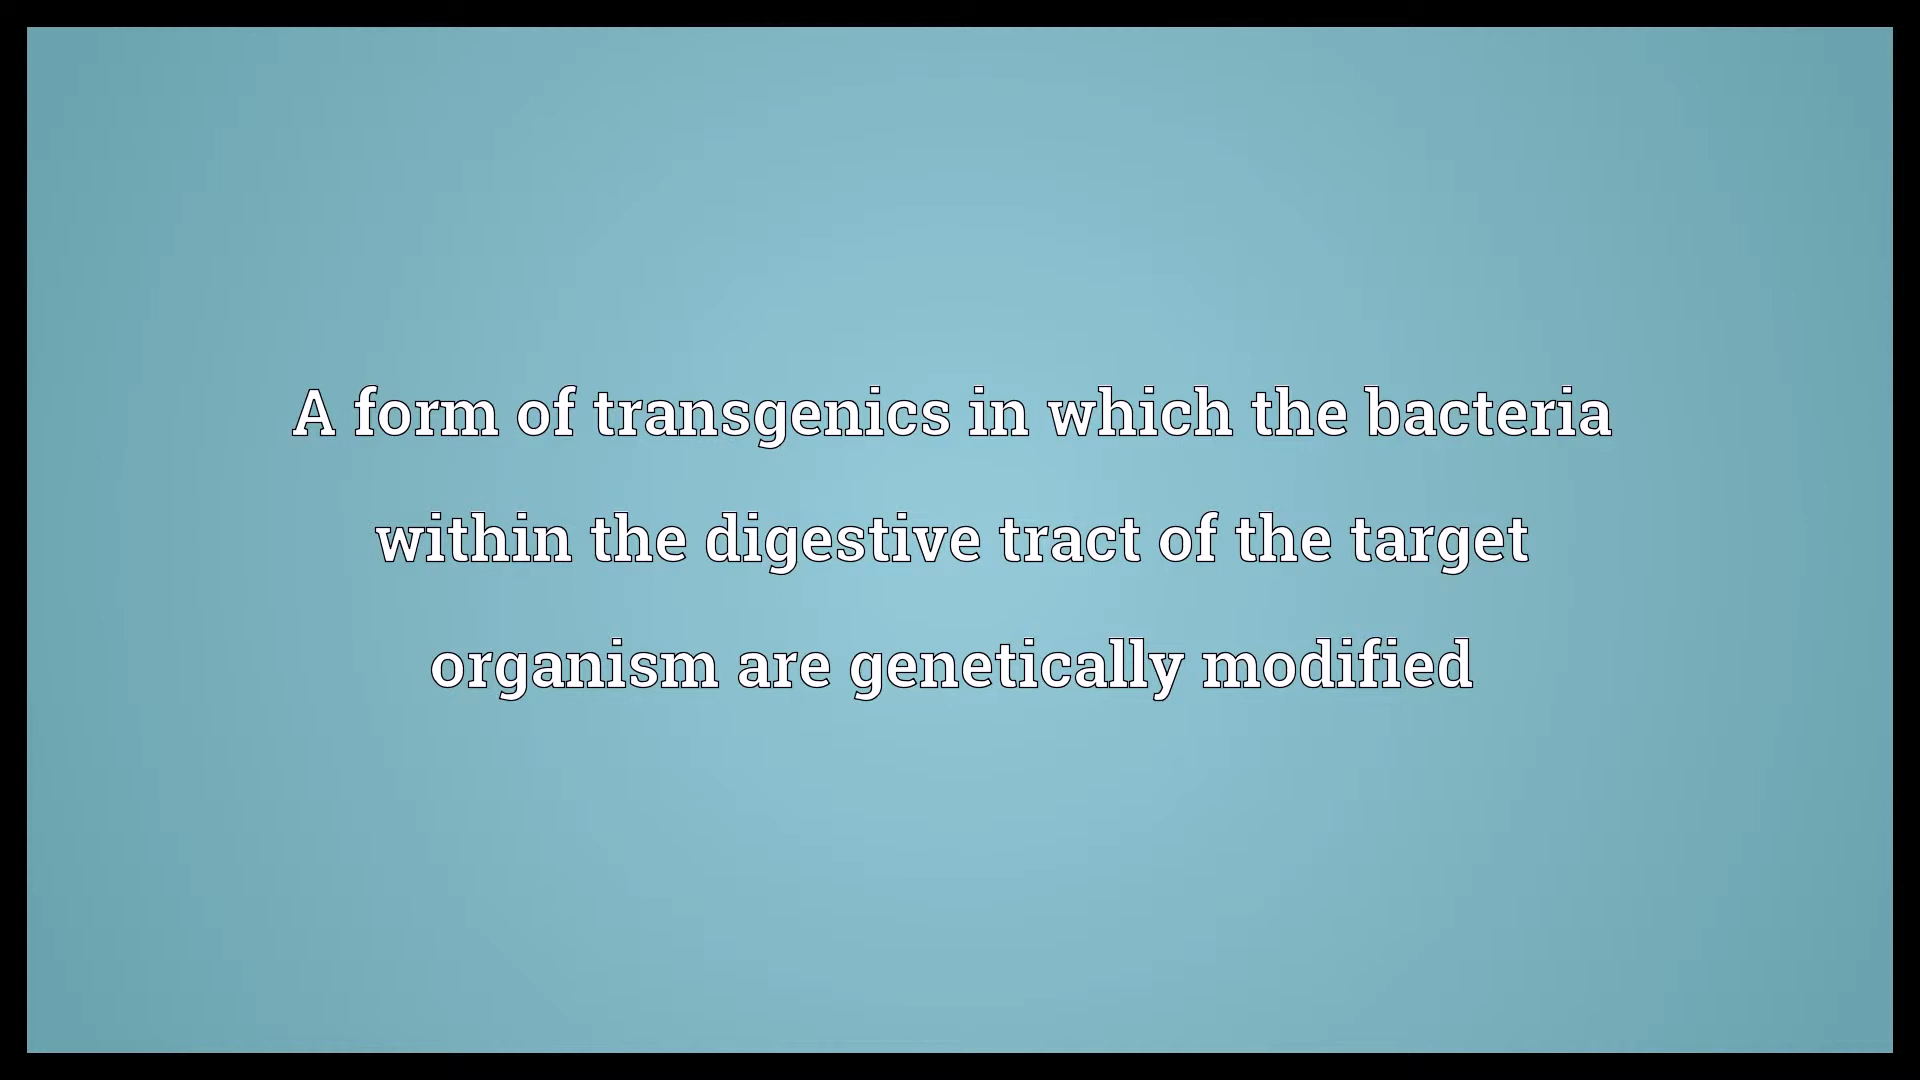 A form of transgenics in which the bacteria
within the digestive tract of the target
organism are genetically modified